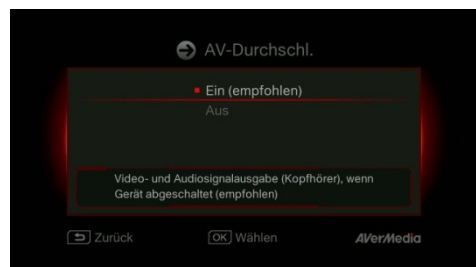 AV-Durchschl.
Ein (empfohlen)
Aus
Video- und Audiosignalausgabe (Kopfhörer), wenn
Gerät abgeschaltet (empfohlen)
Zurück
OK Wählen
AVerMedia